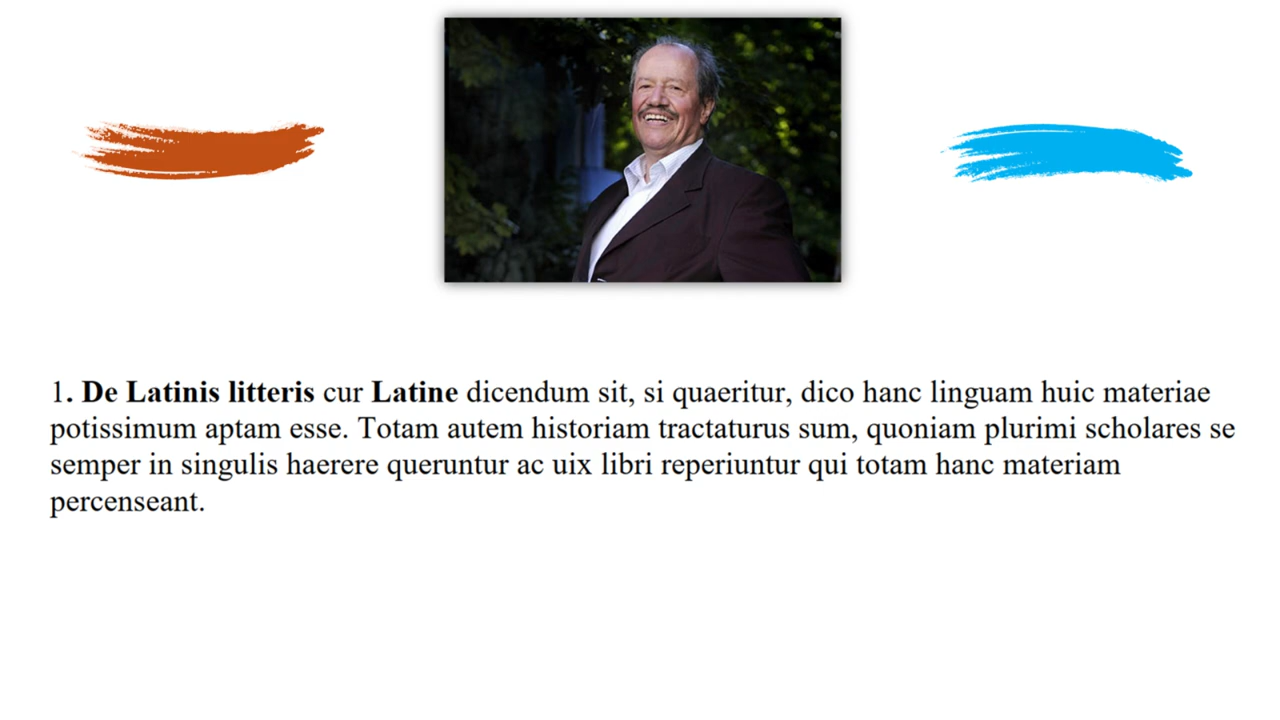 1. De Latinis litteris cur Latine dicendum sit, si quaeritur, dico hanc linguam huic materiae
potissimum aptam esse. Totam autem historiam tractaturus sum, quoniam plurimi scholares se
semper in singulis haerere queruntur ac uix libri reperiuntur qui totam hanc materiam
percenseant.